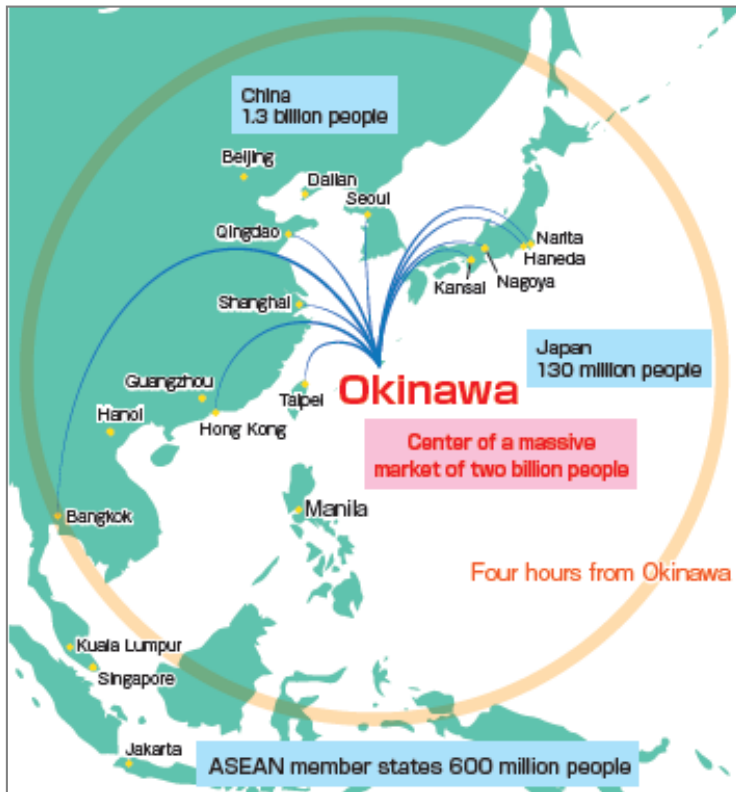 China
1.3 billion people
Beijing
Dalian
Seoul
Qingdao
Narita
Haneda
Nagoya
Kansai
Shanghai
Japan
130 million people
Okinawa
Guangzhou
Taipei
Hanoi
Hong Kong
Center of a massive
market of two billion people
Manila
Bangkok
Four hours from Okinawa
Kuala Lumpur
Singapore
Jakarta
ASEAN member states 600 million people